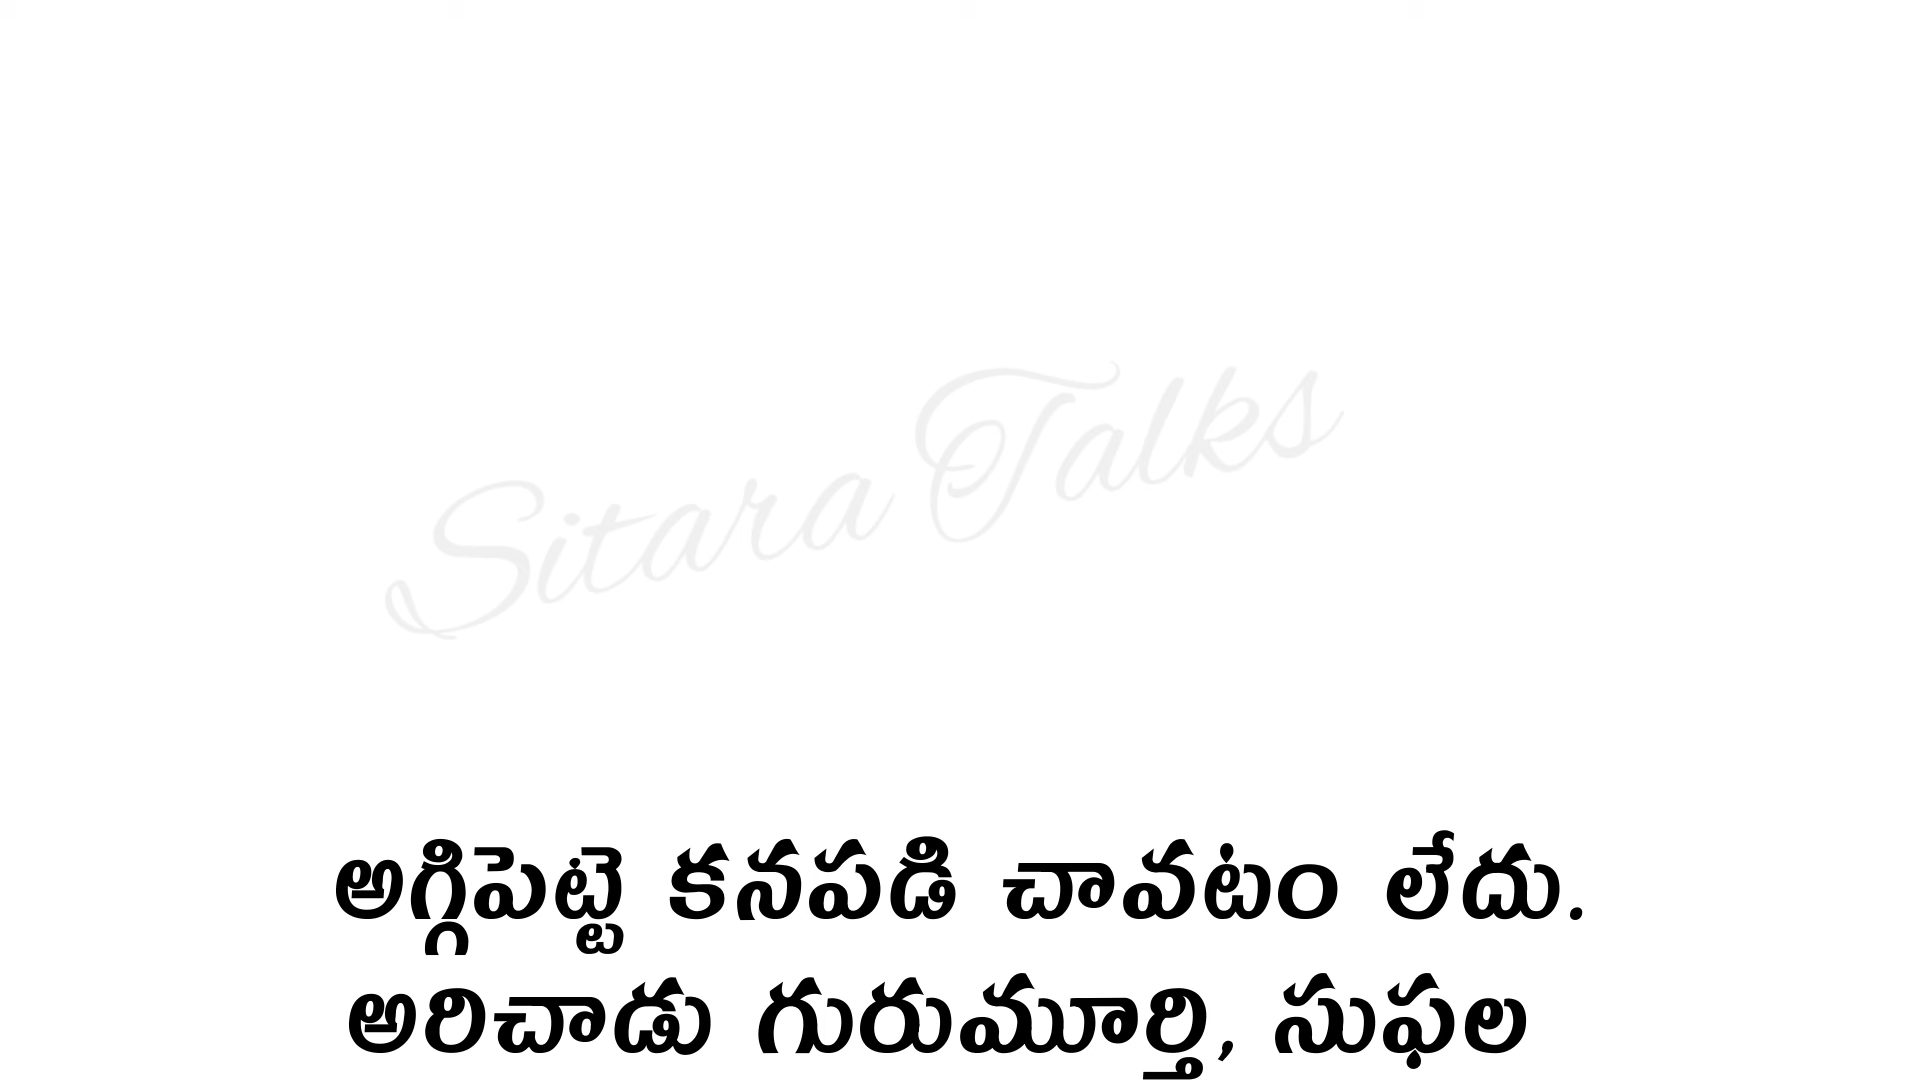 Sitara Talks
అగ్గిపెట్టె కనపడి చావటం లేదు.
అరిచాడు గురుమూర్తి, సుఫల